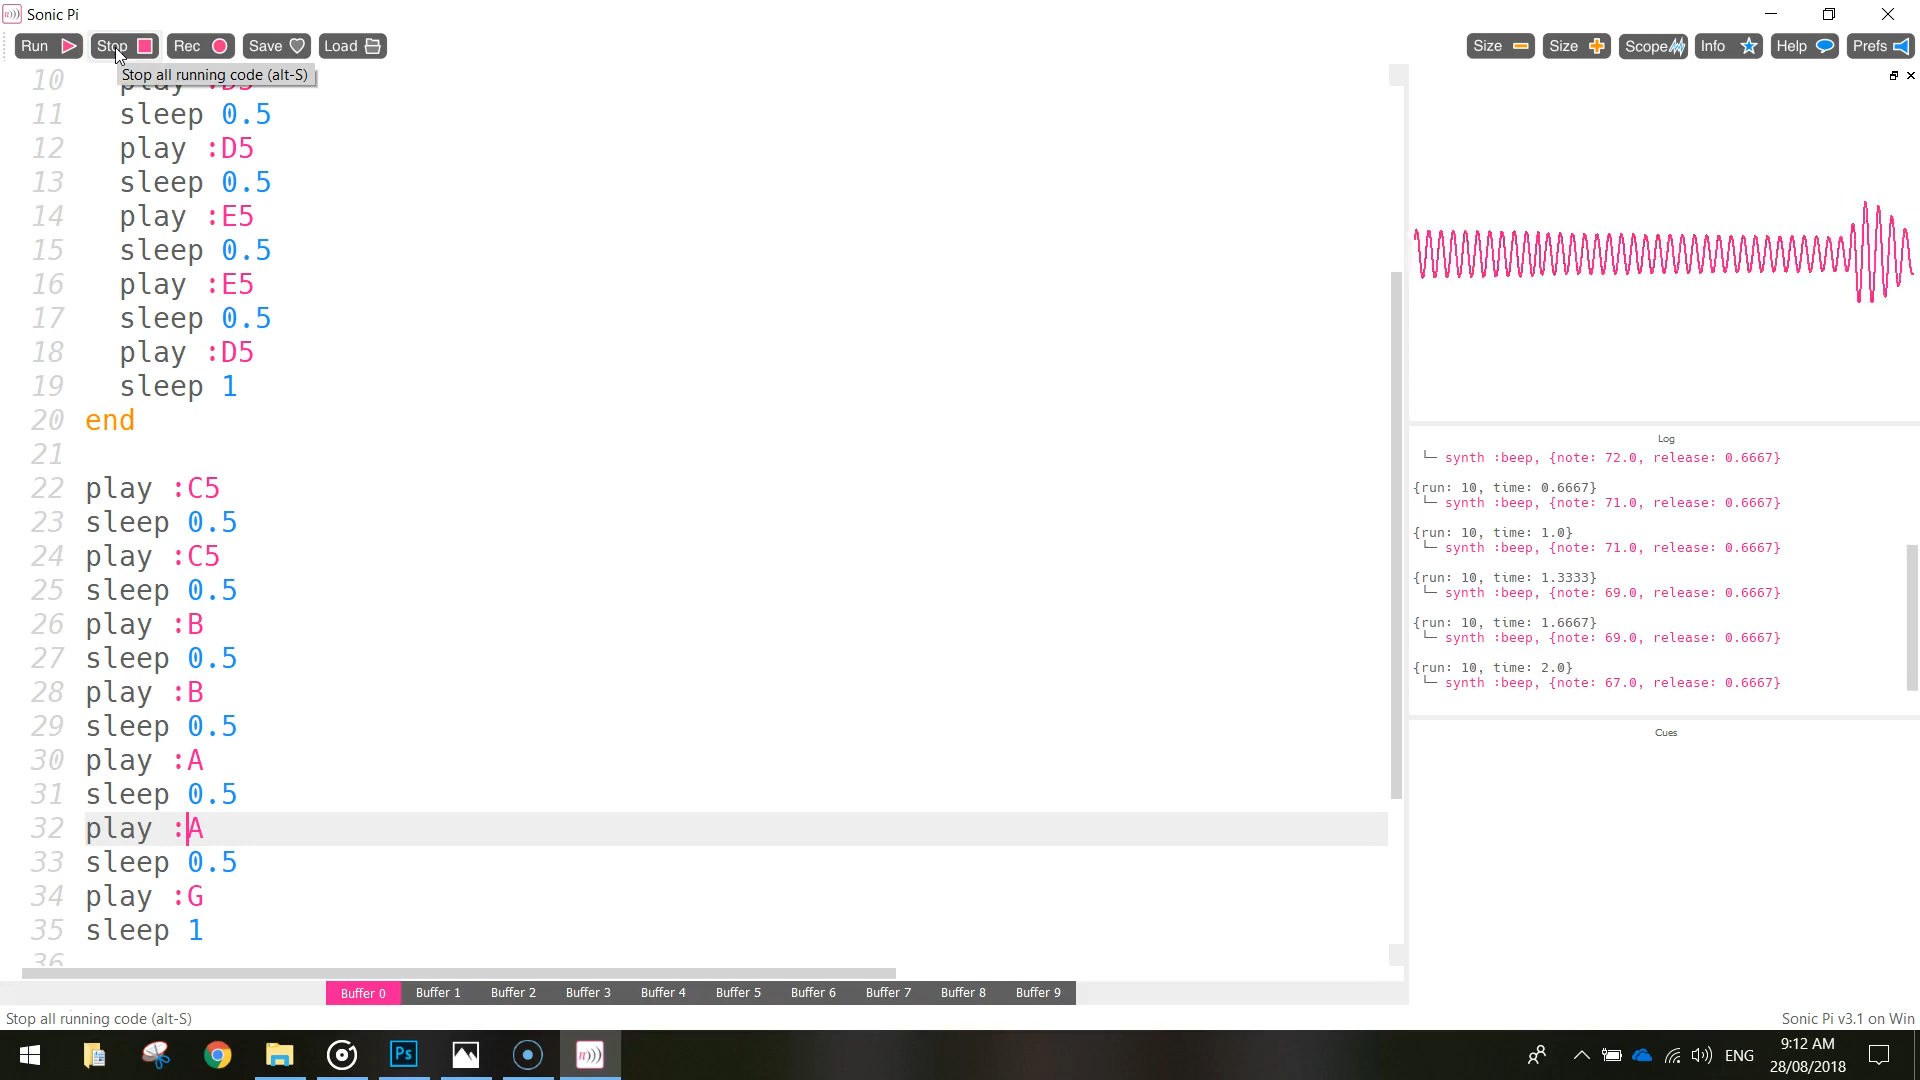 Sonic Pi
Run Stop Rec Save Load Size Size Scope Info Help Prefs
Stop all running code (alt-S)
10 play :D5
11 sleep 0.5
12 play :D5
13 sleep 0.5
14 play :E5
15 sleep 0.5
16 play :E5
17 sleep 0.5
18 play :D5
19 sleep 1
20 end
21
22 play :C5
23 sleep 0.5
24 play :C5
25 sleep 0.5
26 play :B
27 sleep 0.5
28 play :B
29 sleep 0.5
30 play :A
31 sleep 0.5
32 play :A
33 sleep 0.5
34 play :G
35 sleep 1
36
Log
└─ synth :beep, {note: 72.0, release: 0.6667}
{run: 10, time: 0.6667}
└─ synth :beep, {note: 71.0, release: 0.6667}
{run: 10, time: 1.0}
└─ synth :beep, {note: 71.0, release: 0.6667}
{run: 10, time: 1.3333}
└─ synth :beep, {note: 69.0, release: 0.6667}
{run: 10, time: 1.6667}
└─ synth :beep, {note: 69.0, release: 0.6667}
{run: 10, time: 2.0}
└─ synth :beep, {note: 67.0, release: 0.6667}
Cues
Buffer 0 Buffer 1 Buffer 2 Buffer 3 Buffer 4 Buffer 5 Buffer 6 Buffer 7 Buffer 8 Buffer 9
Stop all running code (alt-S)
Sonic Pi v3.1 on Win
Ps
π)))
ENG
9:12 AM
28/08/2018